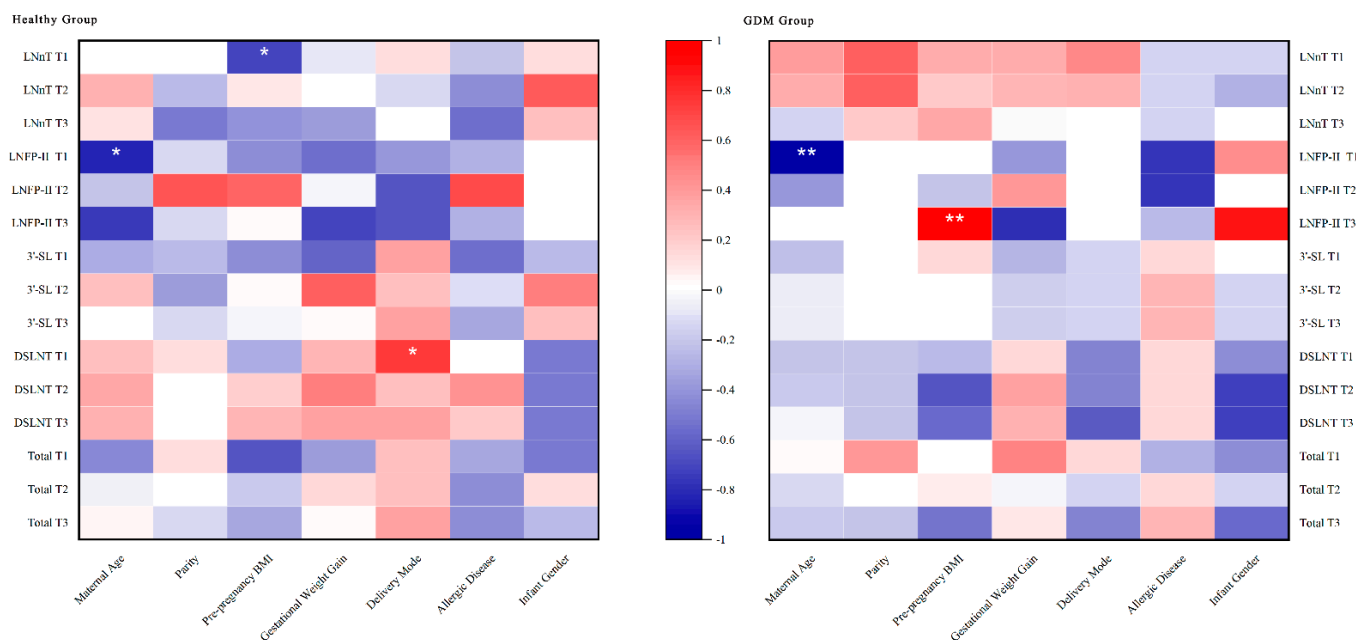 Healthy Group
GDM Group
LNnT T1
LNnT T2
LNnT T3
LNFP-II T1
LNFP-II T2
LNFP-II T3
3'-SL T1
3'-SL T2
3'-SL T3
DSLNT T1
DSLNT T2
DSLNT T3
Total T1
Total T2
Total T3
*
*
*
Maternal Age
Parity
Pre-pregnancy BMI
Gestational Weight Gain
Delivery Mode
Allergic Disease
Infant Gender
1
0.8
0.6
0.4
0.2
0
-0.2
-0.4
-0.6
-0.8
-1
**
**
LNnT T1
LNnT T2
LNnT T3
LNFP-II T1
LNFP-II T2
LNFP-II T3
3'-SL T1
3'-SL T2
3'-SL T3
DSLNT T1
DSLNT T2
DSLNT T3
Total T1
Total T2
Total T3
Maternal Age
Parity
Pre-pregnancy BMI
Gestational Weight Gain
Delivery Mode
Allergic Disease
Infant Gender